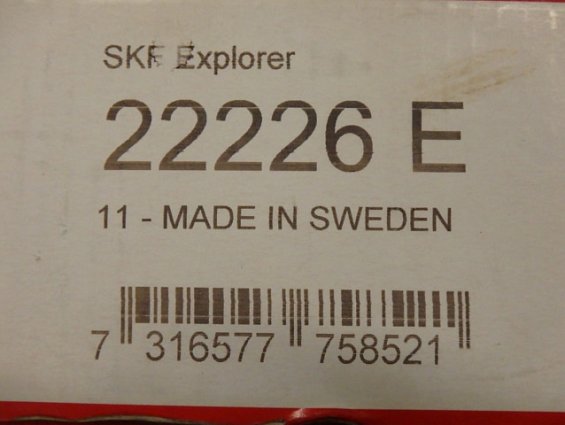 SKF Explorer
22226 E
11 - MADE IN SWEDEN
7 316577 758521